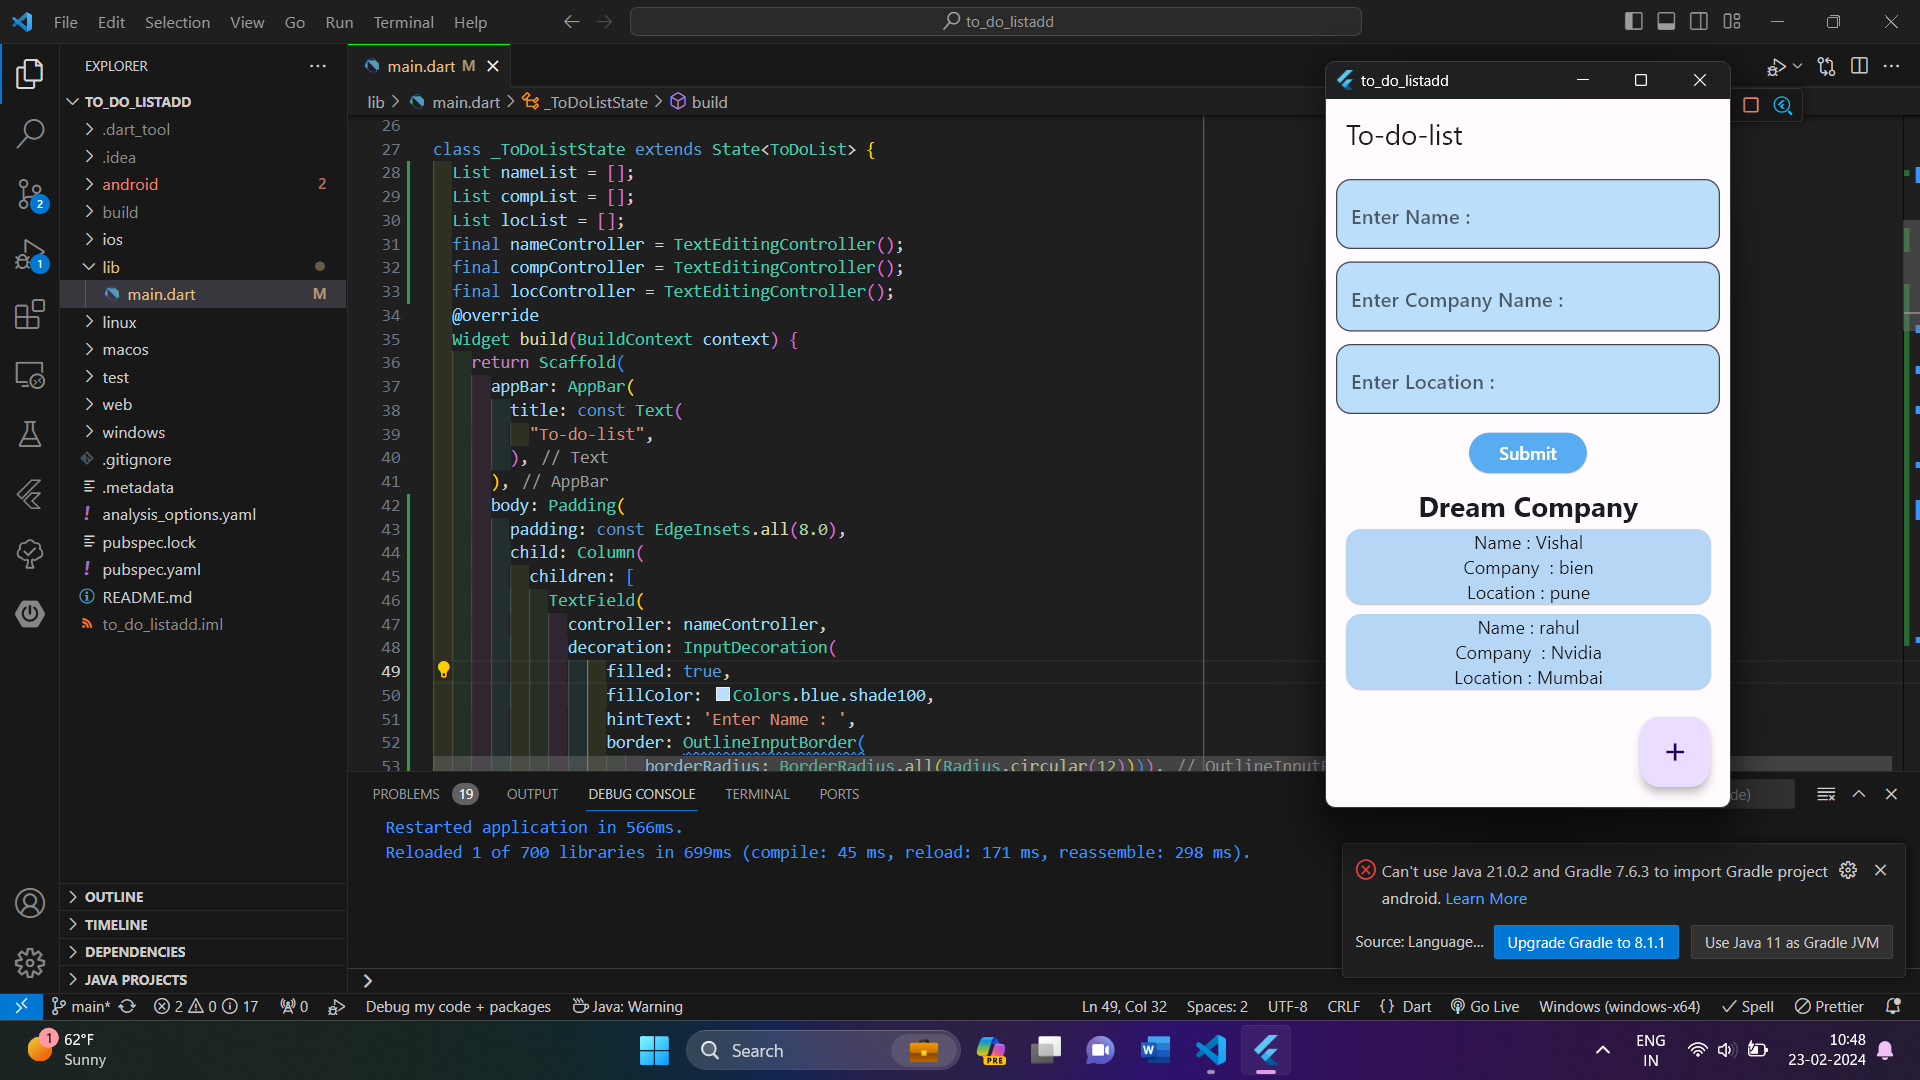 File Edit Selection View Go Run Terminal Help
to_do_listadd
EXPLORER
TO_DO_LISTADD
.dart_tool
.idea
android 2
build
ios
lib
main.dart M
linux
macos
test
web
windows
.gitignore
.metadata
analysis_options.yaml
pubspec.lock
pubspec.yaml
README.md
to_do_listadd.iml
OUTLINE
TIMELINE
DEPENDENCIES
JAVA PROJECTS
2
1
main.dart M
lib > main.dart > _ToDoListState > build
26
27 class _ToDoListState extends State<ToDoList> {
28 List nameList = [];
29 List compList = [];
30 List locList = [];
31 final nameController = TextEditingController();
32 final compController = TextEditingController();
33 final locController = TextEditingController();
34 @override
35 Widget build(BuildContext context) {
36 return Scaffold(
37 appBar: AppBar(
38 title: const Text(
39 "To-do-list",
40 ), // Text
41 ), // AppBar
42 body: Padding(
43 padding: const EdgeInsets.all(8.0),
44 child: Column(
45 children: [
46 TextField(
47 controller: nameController,
48 decoration: InputDecoration(
49 filled: true,
50 fillColor: Colors.blue.shade100,
51 hintText: 'Enter Name : ',
52 border: OutlineInputBorder(
53 borderRadius: BorderRadius.all(Radius.circular(12)))), // OutlineInputB
PROBLEMS 19 OUTPUT DEBUG CONSOLE TERMINAL PORTS
Restarted application in 566ms.
Reloaded 1 of 700 libraries in 699ms (compile: 45 ms, reload: 171 ms, reassemble: 298 ms).
to_do_listadd
To-do-list
Enter Name :
Enter Company Name :
Enter Location :
Submit
Dream Company
Name : Vishal
Company  : bien
Location : pune
Name : rahul
Company  : Nvidia
Location : Mumbai
+
Can't use Java 21.0.2 and Gradle 7.6.3 to import Gradle project
android. Learn More
Source: Language... Upgrade Gradle to 8.1.1 Use Java 11 as Gradle JVM
main* 2 0 17 0 Debug my code + packages Java: Warning Ln 49, Col 32 Spaces: 2 UTF-8 CRLF {} Dart Go Live Windows (windows-x64) Spell Prettier
1
62°F
Sunny
Search
PRE
ENG
IN
10:48
23-02-2024